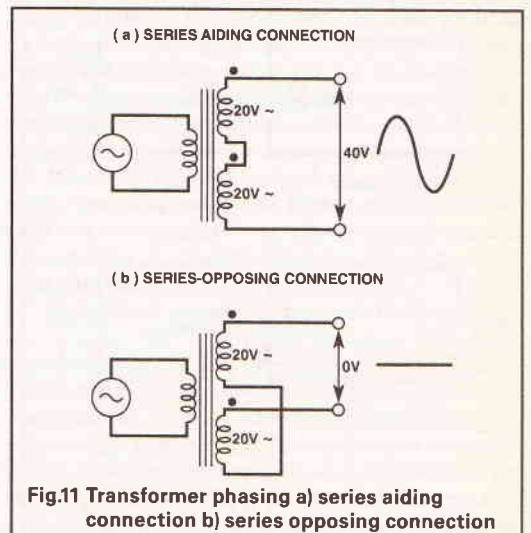 ( a ) SERIES AIDING CONNECTION
20V ~
40V
20V ~
( b ) SERIES-OPPOSING CONNECTION
20V ~
0V
20V ~
Fig.11 Transformer phasing a) series aiding
connection b) series opposing connection